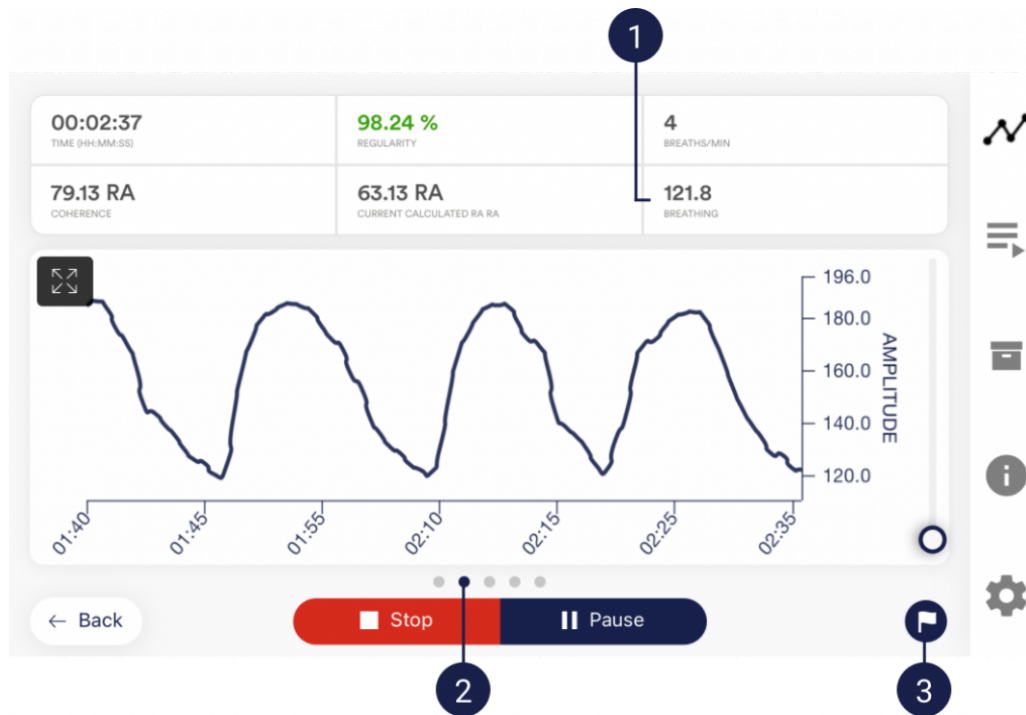 1
00:02:37
TIME (HH:MM:SS)
98.24 %
REGULARITY
4
BREATHS/MIN
79.13 RA
COHERENCE
63.13 RA
CURRENT CALCULATED RA RA
121.8
BREATHING
196.0
180.0
160.0
140.0
120.0
AMPLITUDE
01:40
01:45
01:55
02:10
02:15
02:25
02:35
← Back
Stop
Pause
i
2
3